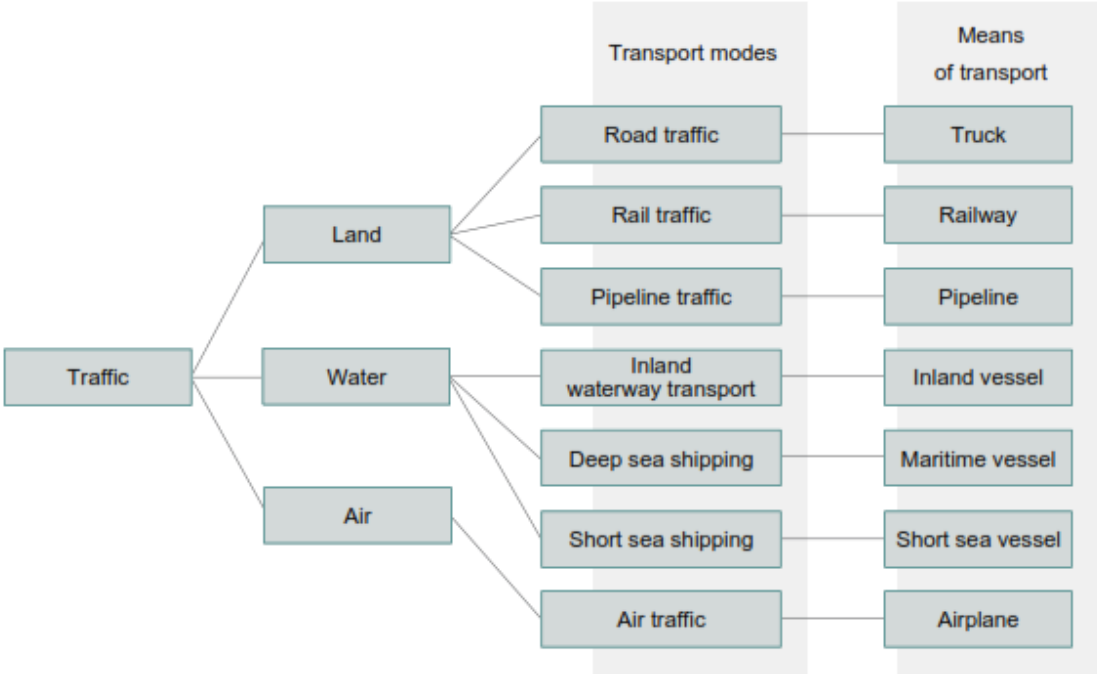 Transport modes
Means
of transport
Road traffic
Truck
Land
Rail traffic
Railway
Pipeline traffic
Pipeline
Traffic
Water
Inland
waterway transport
Inland vessel
Deep sea shipping
Maritime vessel
Air
Short sea shipping
Short sea vessel
Air traffic
Airplane